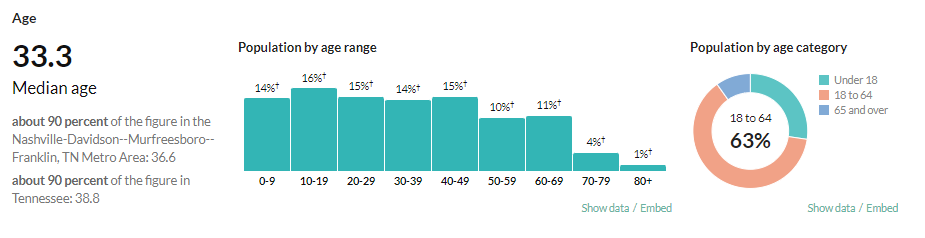 Age
33.3
Median age
about 90 percent of the figure in the
Nashville-Davidson--Murfreesboro--
Franklin, TN Metro Area: 36.6
about 90 percent of the figure in
Tennessee: 38.8
Population by age range
14%† 16%† 15%† 14%† 15%† 10%† 11%† 4%† 1%†
0-9 10-19 20-29 30-39 40-49 50-59 60-69 70-79 80+
Show data / Embed
Population by age category
18 to 64
63%
Under 18
18 to 64
65 and over
Show data / Embed